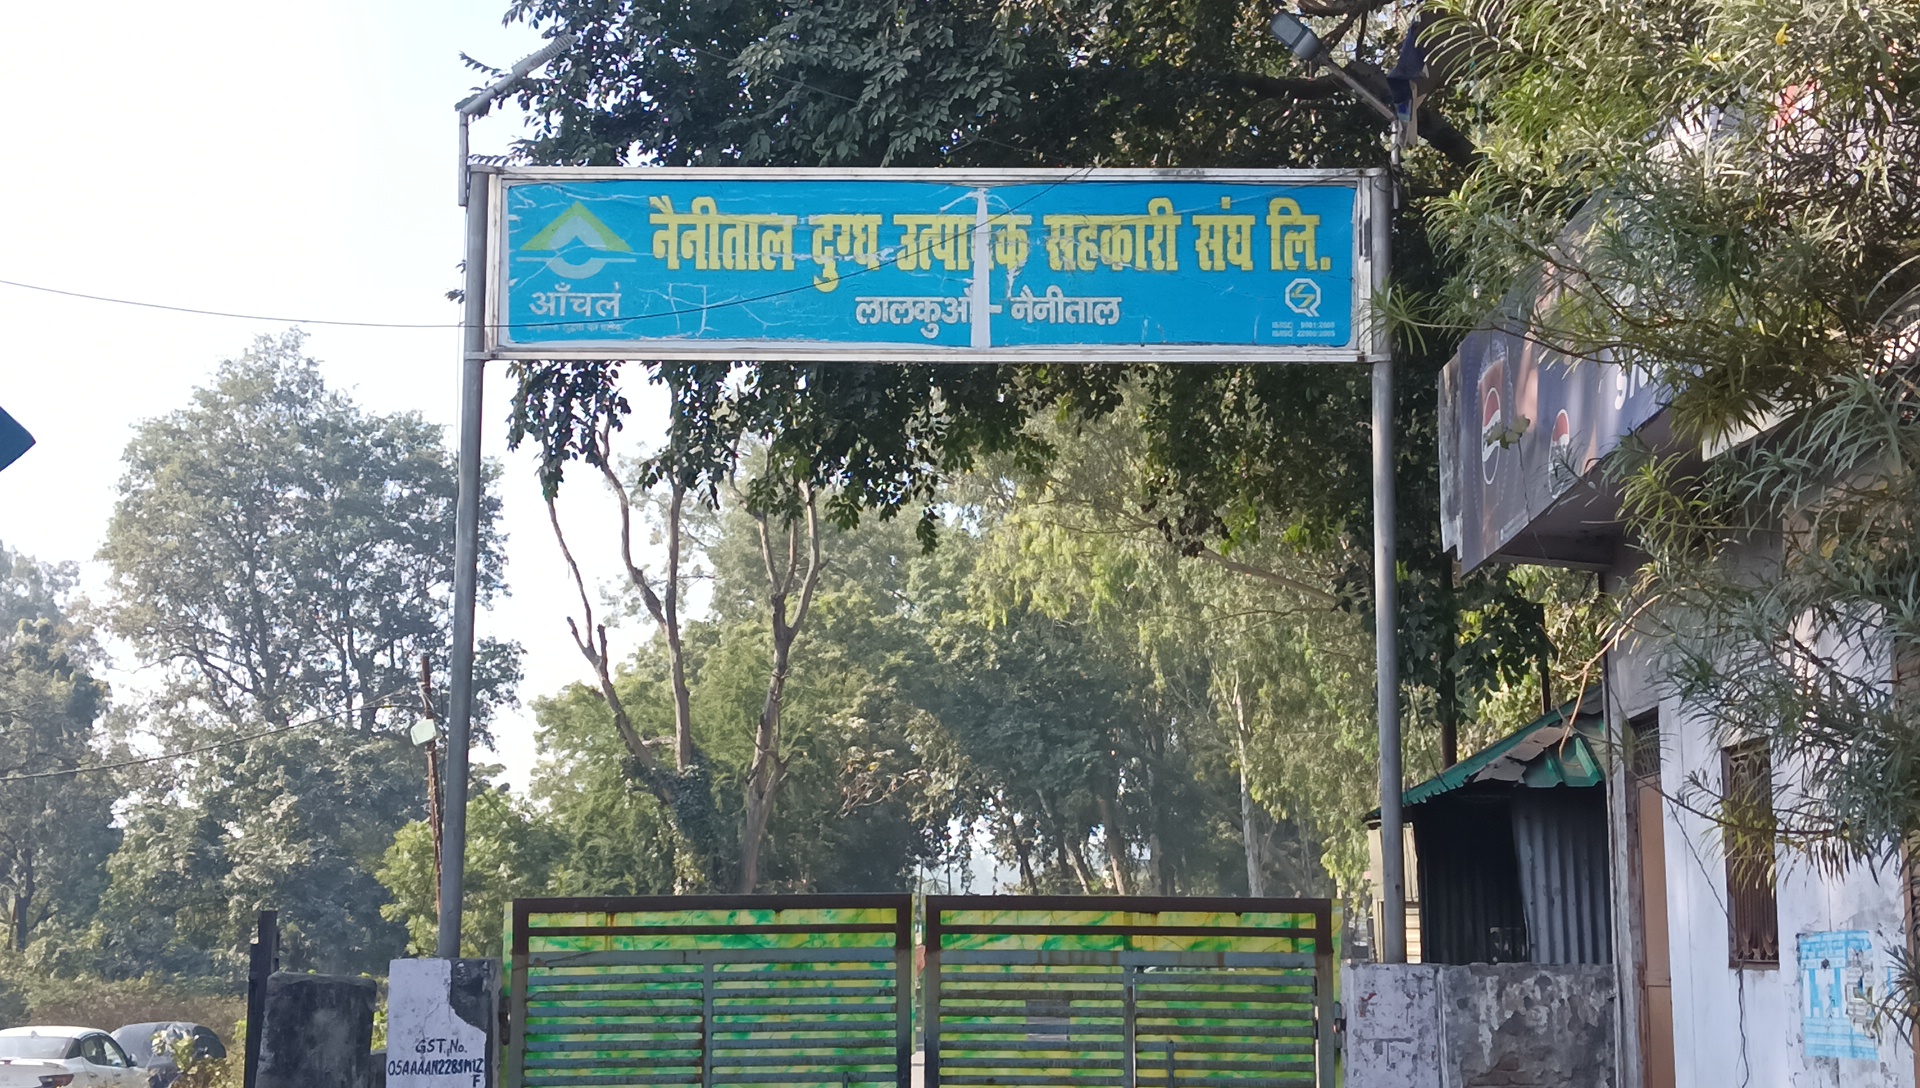 नैनीताल दुग्ध उत्पादक सहकारी संघ लि.
आँचल
लालकुआँ - नैनीताल
GST. No.